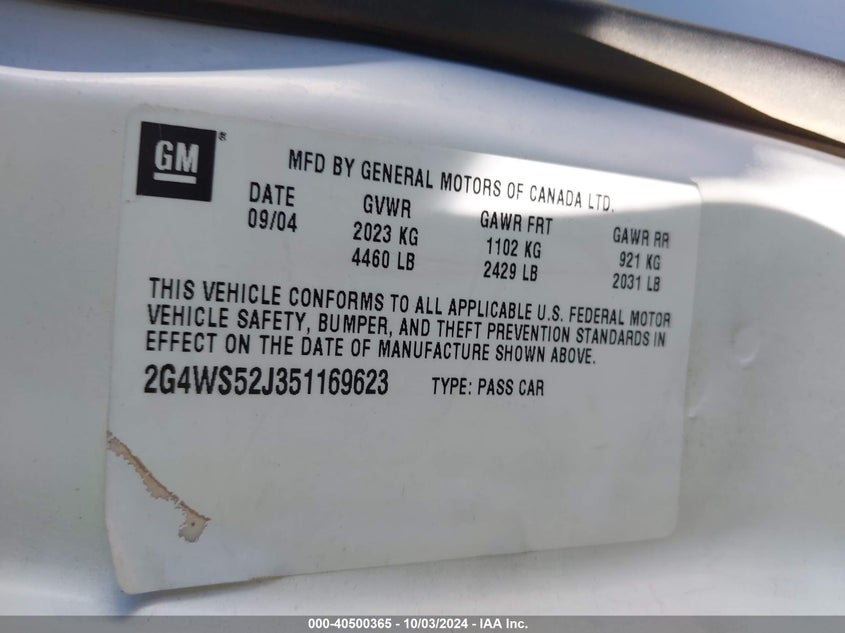 GM®
MFD BY GENERAL MOTORS OF CANADA LTD.
DATE GVWR GAWR FRT GAWR RR
09/04 2023 KG 1102 KG 921 KG
4460 LB 2429 LB 2031 LB
THIS VEHICLE CONFORMS TO ALL APPLICABLE U.S. FEDERAL MOTOR
VEHICLE SAFETY, BUMPER, AND THEFT PREVENTION STANDARDS IN
EFFECT ON THE DATE OF MANUFACTURE SHOWN ABOVE.
2G4WS52J351169623 TYPE: PASS CAR
000-40500365 - 10/03/2024 - IAA Inc.